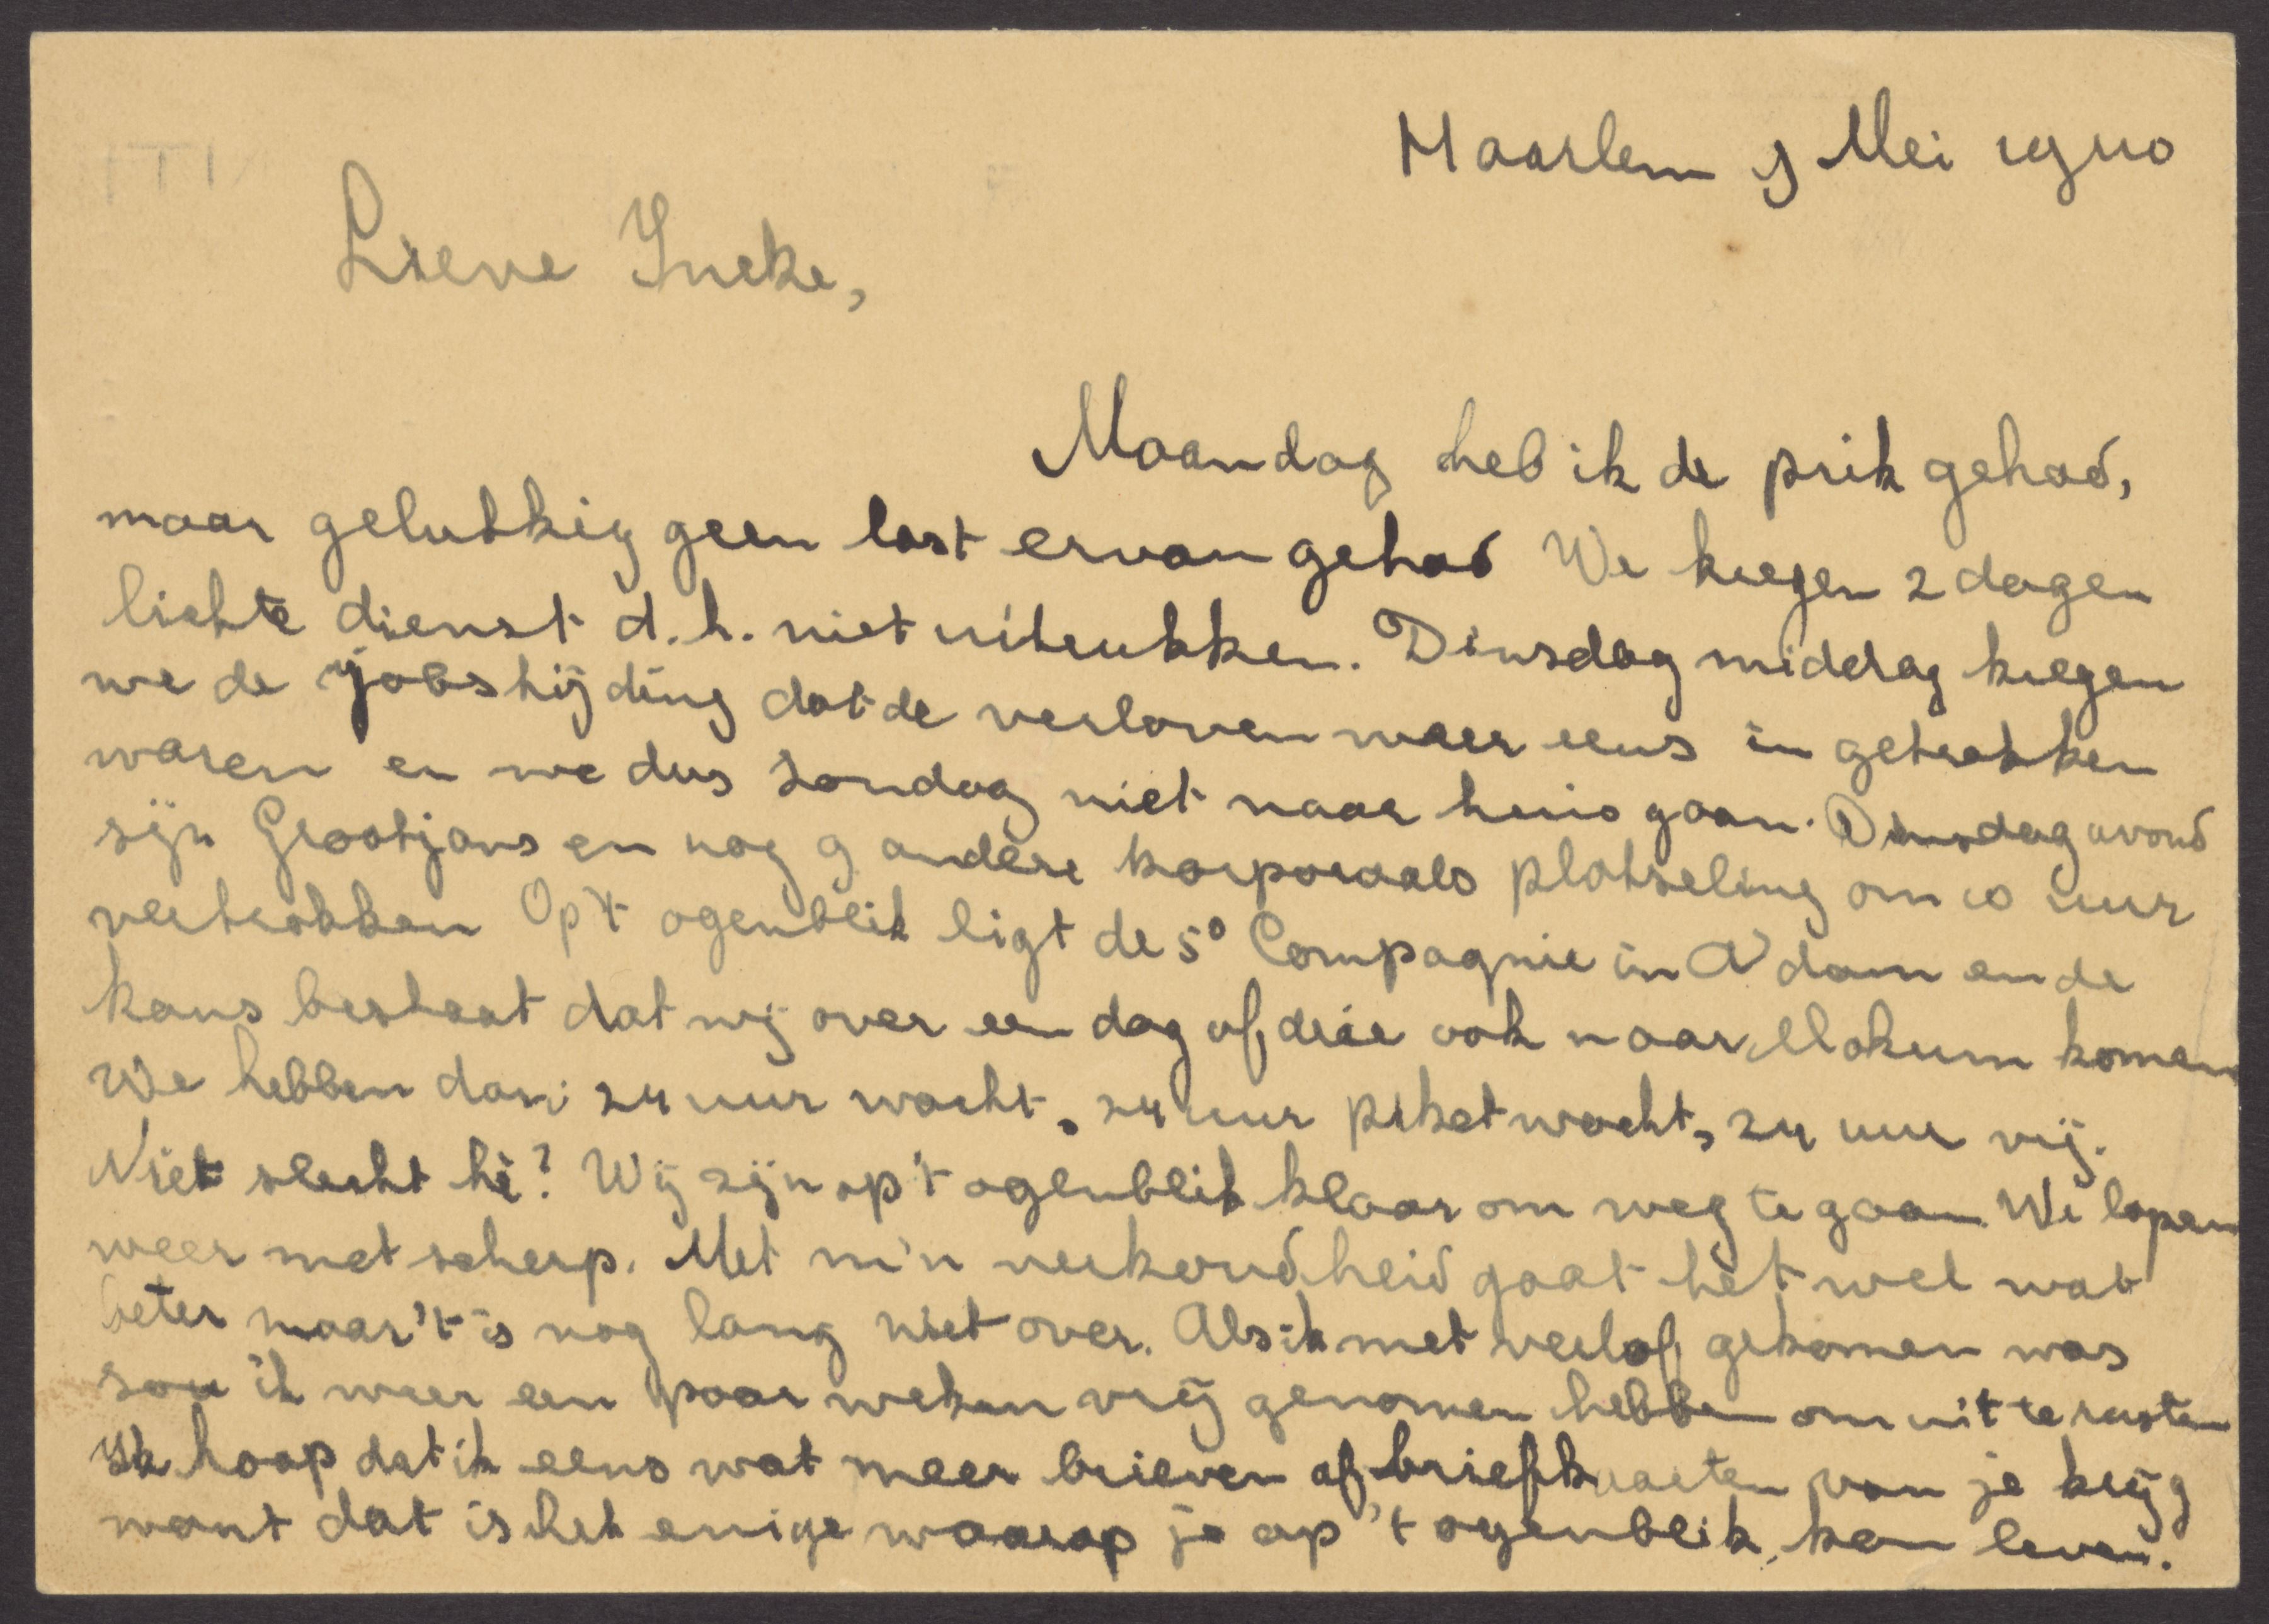 Haarlem 9 Mei 1940
Lieve Ineke,
Maandag heb ik de prik gehad,
maar gelukkig geen last ervan gehad We kregen 2 dagen
lichte dienst d.h. niet uitrukken. Dinsdag middag kregen
we de jobstijding dat de verloven weer eens in getrokken
waren en we dus Zondag niet naar huis gaan. Dinsdag avond
zijn Grootjans en nog 9 andere korporaals plotseling om 10 uur
vertrokken Op 't ogenblik ligt de 5e Compagnie in A'dam en de
kans bestaat dat wij over een dag of drie ook naar Mokum komen
We hebben dan: 24 uur wacht, 24 uur piketwacht, 24 uur vrij.
Niet slecht hè? Wij zijn op 't ogenblik klaar om weg te gaan. We lopen
weer met scherp. Met m'n verkoudheid gaat het wel wat
beter maar 't is nog lang niet over. Als ik met verlof gekomen was
zou ik weer een paar weken vrij genomen hebben om uit te rusten
Ik hoop dat ik eens wat meer brieven of briefkaarten van je krijg
want dat is het enige waarop je op 't ogenblik kan leven.